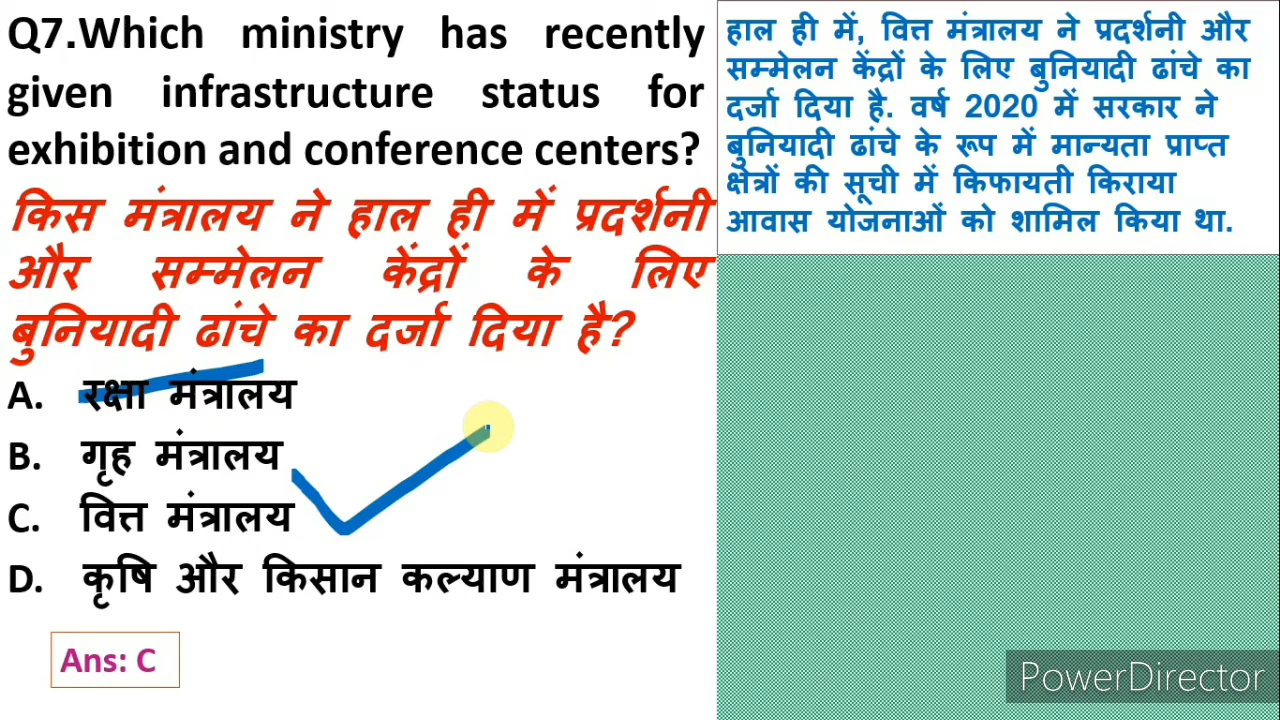 Q7.Which ministry has recently
given infrastructure status for
exhibition and conference centers?
किस मंत्रालय ने हाल ही में प्रदर्शनी
और सम्मेलन केंद्रों के लिए
बुनियादी ढांचे का दर्जा दिया है?
A. रक्षा मंत्रालय
B. गृह मंत्रालय
C. वित्त मंत्रालय
D. कृषि और किसान कल्याण मंत्रालय
Ans: C
हाल ही में, वित्त मंत्रालय ने प्रदर्शनी और
सम्मेलन केंद्रों के लिए बुनियादी ढांचे का
दर्जा दिया है. वर्ष 2020 में सरकार ने
बुनियादी ढांचे के रूप में मान्यता प्राप्त
क्षेत्रों की सूची में किफायती किराया
आवास योजनाओं को शामिल किया था.
PowerDirector